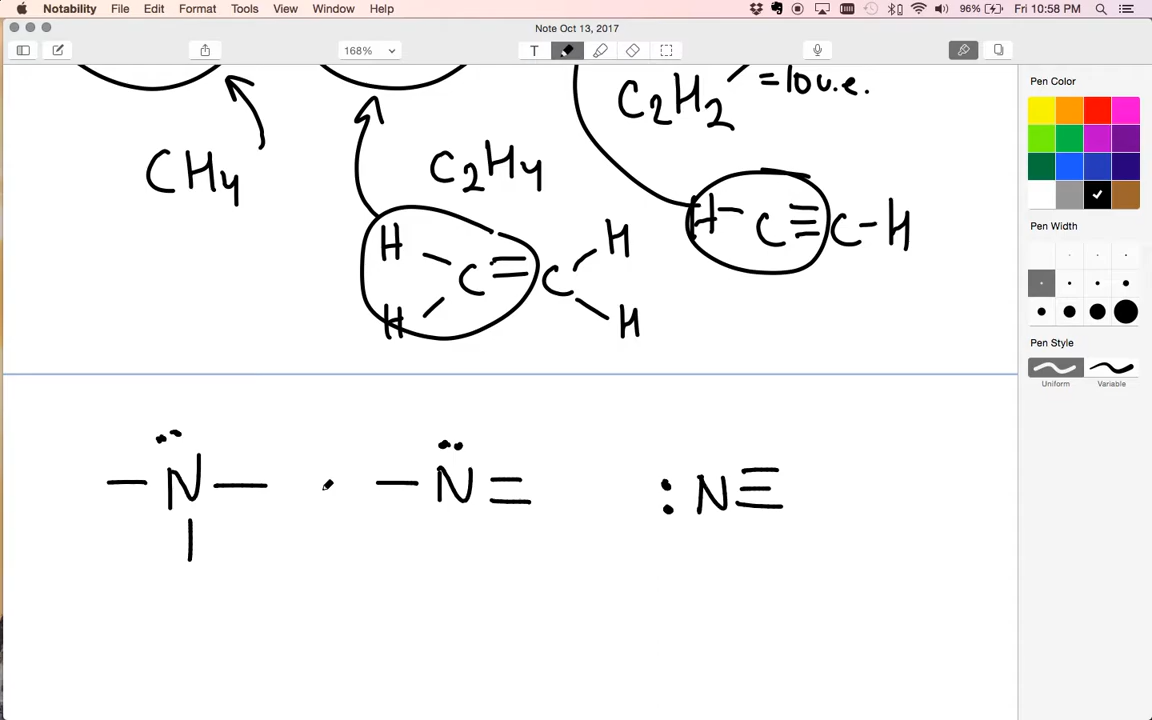 Notability File Edit Format Tools View Window Help 96% Fri 10:58 PM
Note Oct 13, 2017
168% T
Pen Color
Pen Width
Pen Style
Uniform Variable
C2H2 = 10 v.e.
CH4 C2H4
H H H-C≡C-H
C=C
H H
-N- -N= :N≡